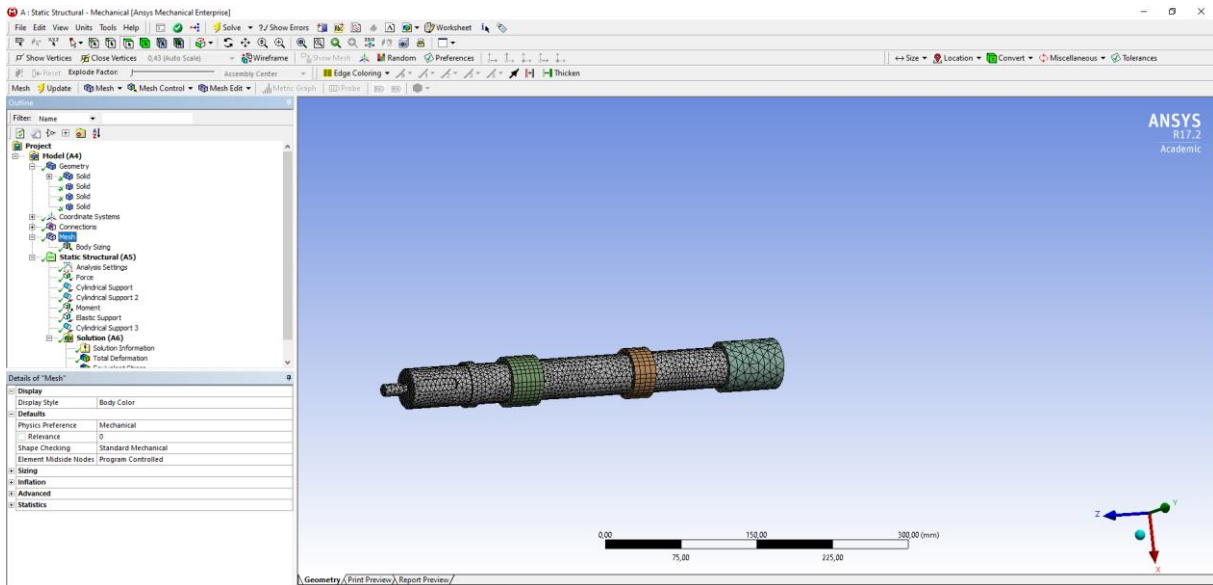 A : Static Structural - Mechanical [Ansys Mechanical Enterprise]
File Edit View Units Tools Help Solve ?/ Show Errors Worksheet
Show Vertices Close Vertices 0,43 (Auto Scale) Wireframe Show Mesh Random Preferences Size Location Convert Miscellaneous Tolerances
Reset Explode Factor: Assembly Center Edge Coloring Thicken
Mesh Update Mesh Mesh Control Mesh Edit Metric Graph Probe
Outline
Filter: Name
Project
Model (A4)
Geometry
Solid
Solid
Solid
Solid
Coordinate Systems
Connections
Mesh
Body Sizing
Static Structural (A5)
Analysis Settings
Force
Cylindrical Support
Cylindrical Support 2
Moment
Elastic Support
Cylindrical Support 3
Solution (A6)
Solution Information
Total Deformation
Details of "Mesh"
Display
Display Style Body Color
Defaults
Physics Preference Mechanical
Relevance 0
Shape Checking Standard Mechanical
Element Midside Nodes Program Controlled
Sizing
Inflation
Advanced
Statistics
ANSYS
R17.2
Academic
0,00 150,00 300,00 (mm)
75,00 225,00
Z Y
X
Geometry Print Preview Report Preview